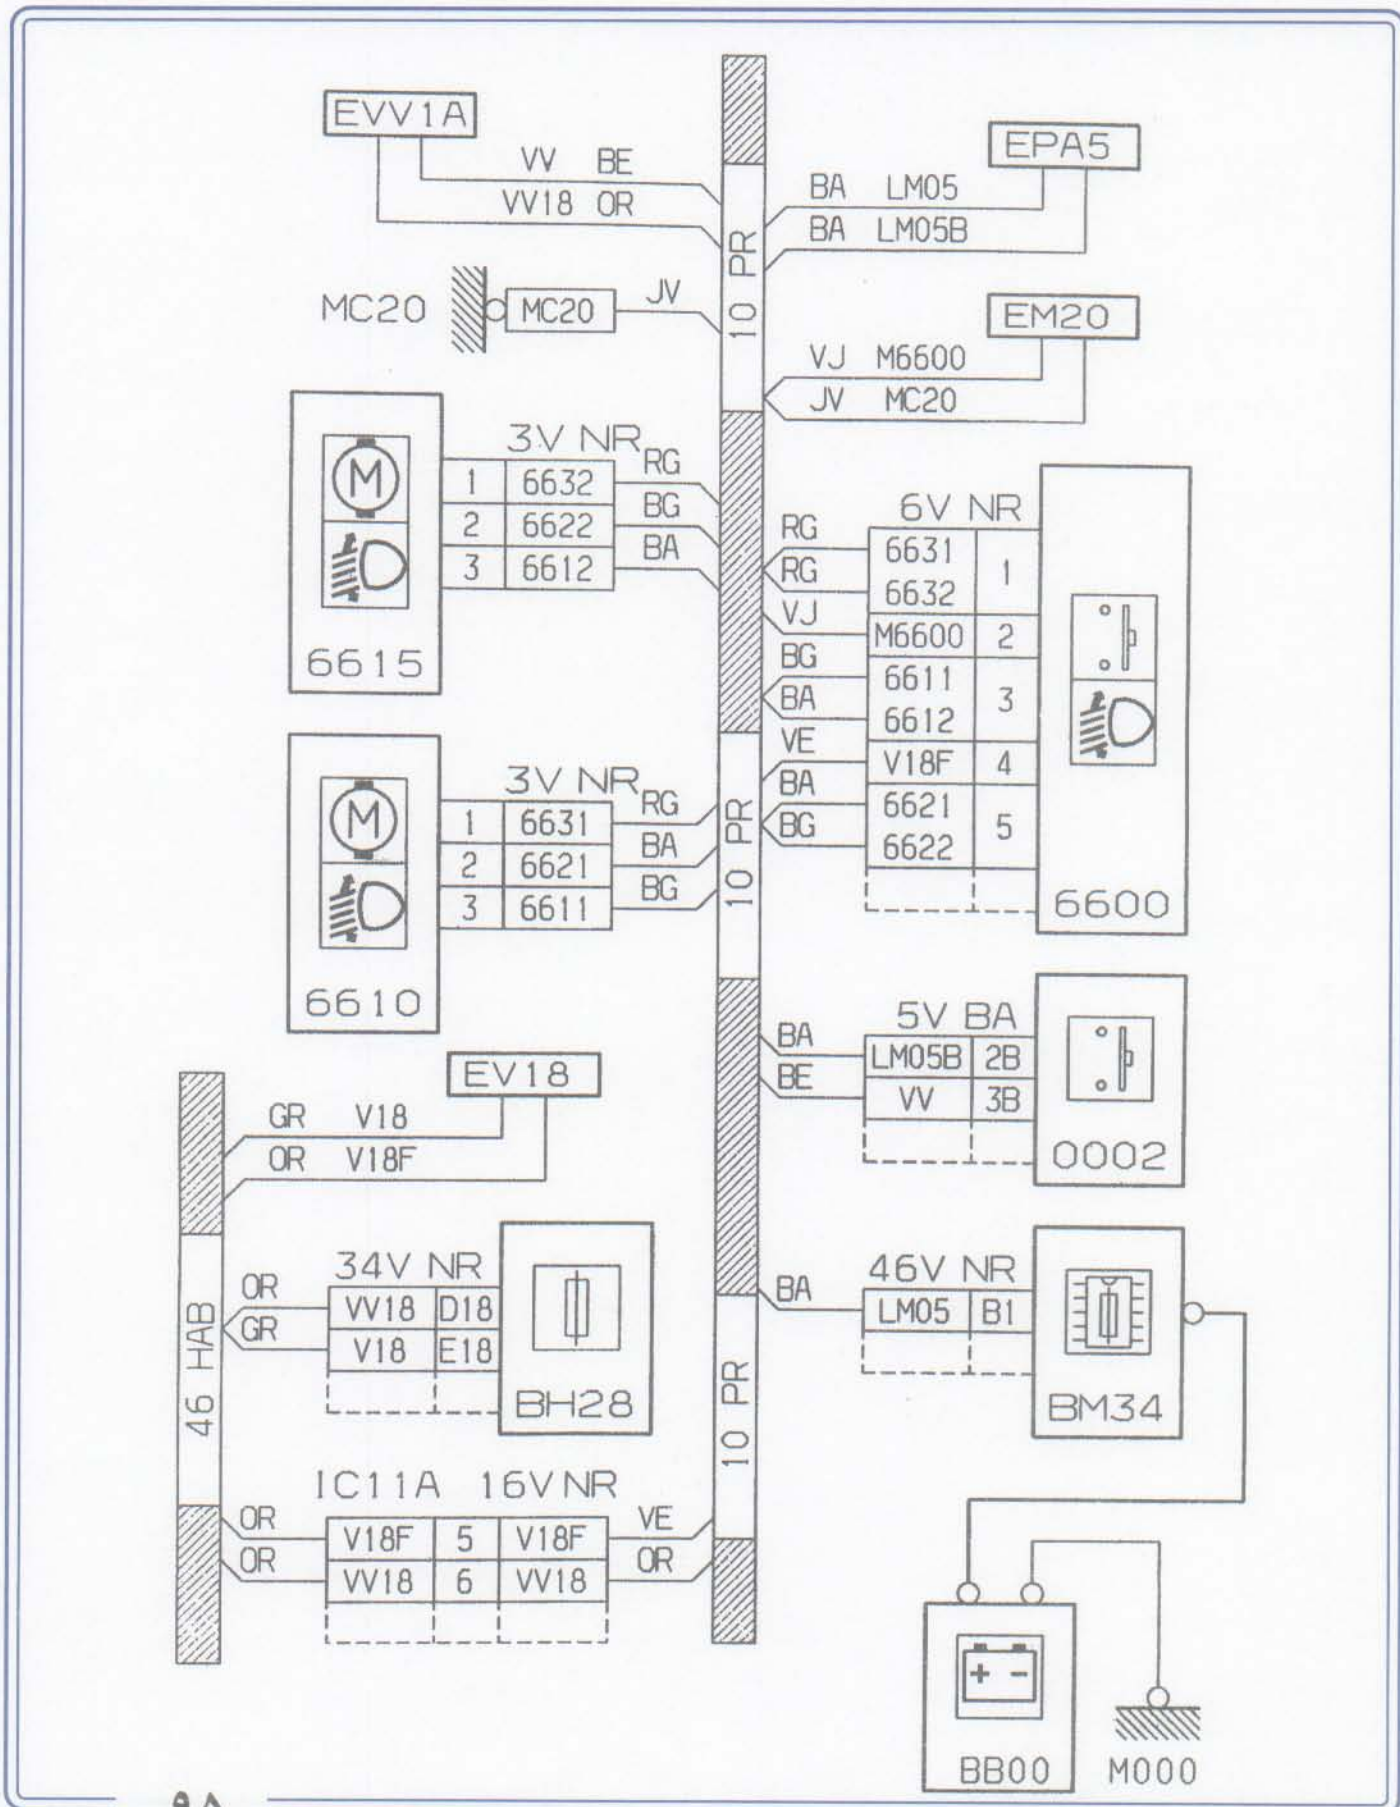 EVV1A
VV BE
VV18 OR
EPA5
BA LM05
BA LM05B
10 PR
MC20
MC20
JV
EM20
VJ M6600
JV MC20
3V NR
1 6632 RG
2 6622 BG
3 6612 BA
6615
6V NR
RG 6631
1
RG 6632
VJ M6600 2
BG 6611
3
BA 6612
VE V18F 4
BA 6621
5
BG 6622
6600
3V NR
1 6631 RG
2 6621 BA
3 6611 BG
6610
10 PR
5V BA
BA LM05B 2B
BE VV 3B
0002
EV18
GR V18
OR V18F
34V NR
OR VV18 D18
GR V18 E18
BH28
46 HAB
46V NR
BA LM05 B1
BM34
10 PR
IC11A 16V NR
OR V18F 5 V18F VE
OR VV18 6 VV18 OR
+ -
BB00
M000
M
M